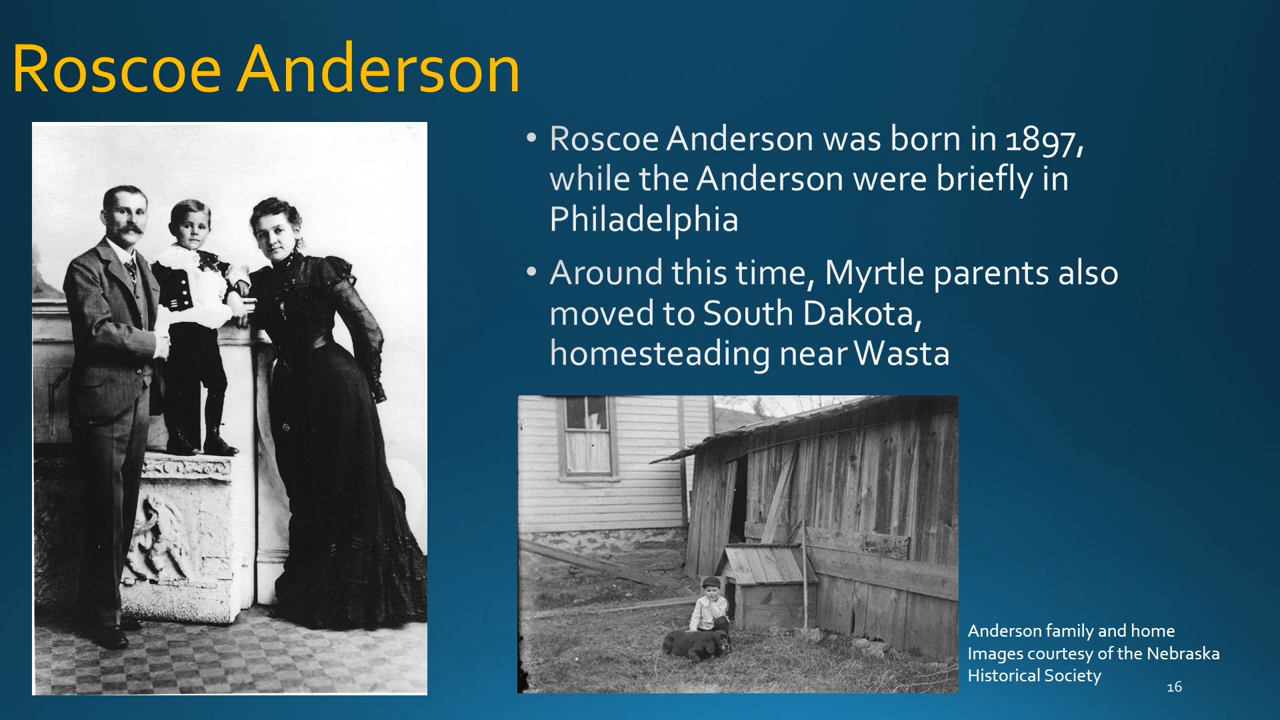 Roscoe Anderson
• Roscoe Anderson was born in 1897,
while the Anderson were briefly in
Philadelphia
• Around this time, Myrtle parents also
moved to South Dakota,
homesteading near Wasta
Anderson family and home
Images courtesy of the Nebraska
Historical Society
16